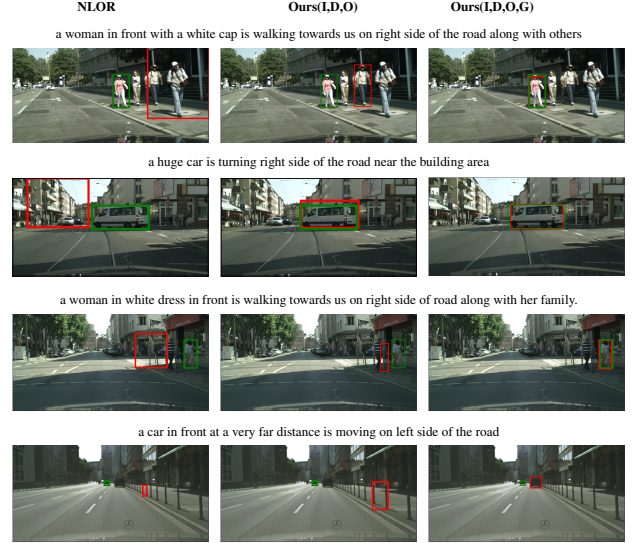 NLOR Ours(I,D,O) Ours(I,D,O,G)
a woman in front with a white cap is walking towards us on right side of the road along with others
a huge car is turning right side of the road near the building area
a woman in white dress in front is walking towards us on right side of road along with her family.
a car in front at a very far distance is moving on left side of the road